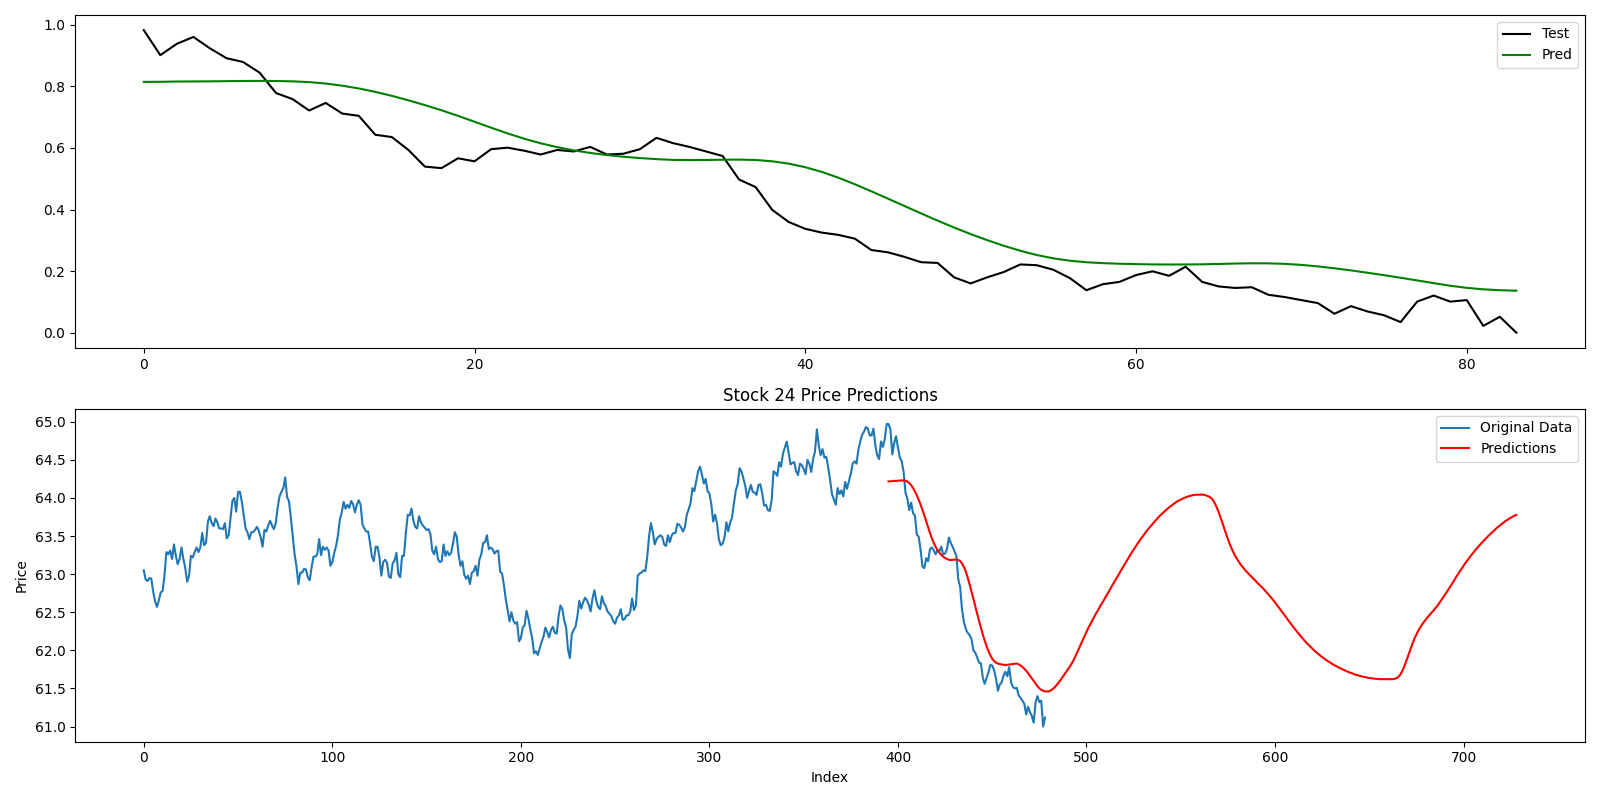 1.0
0.8
0.6
0.4
0.2
0.0
Test
Pred
0 20 40 60 80
Stock 24 Price Predictions
65.0
64.5
64.0
63.5
63.0
62.5
62.0
61.5
61.0
Price
Original Data
Predictions
0 100 200 300 400 500 600 700
Index